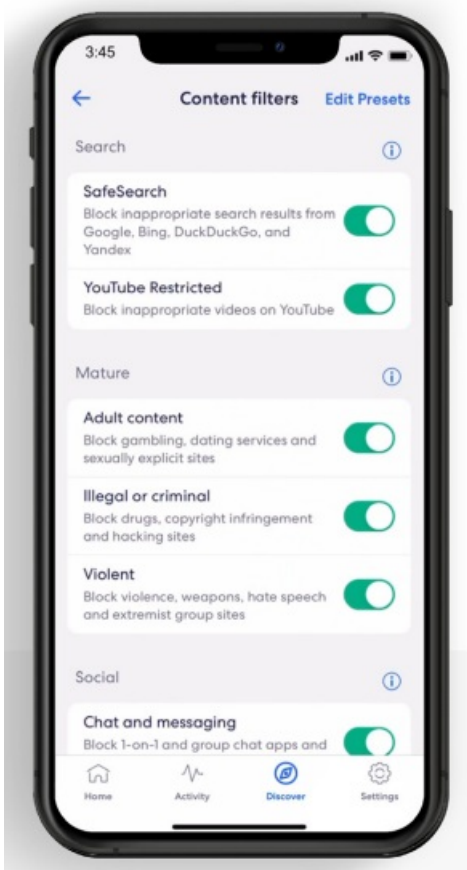 3:45
Content filters
Edit Presets
Search
SafeSearch
Block inappropriate search results from
Google, Bing, DuckDuckGo, and
Yandex
YouTube Restricted
Block inappropriate videos on YouTube
Mature
Adult content
Block gambling, dating services and
sexually explicit sites
Illegal or criminal
Block drugs, copyright infringement
and hacking sites
Violent
Block violence, weapons, hate speech
and extremist group sites
Social
Chat and messaging
Block 1-on-1 and group chat apps and
Home
Activity
Discover
Settings